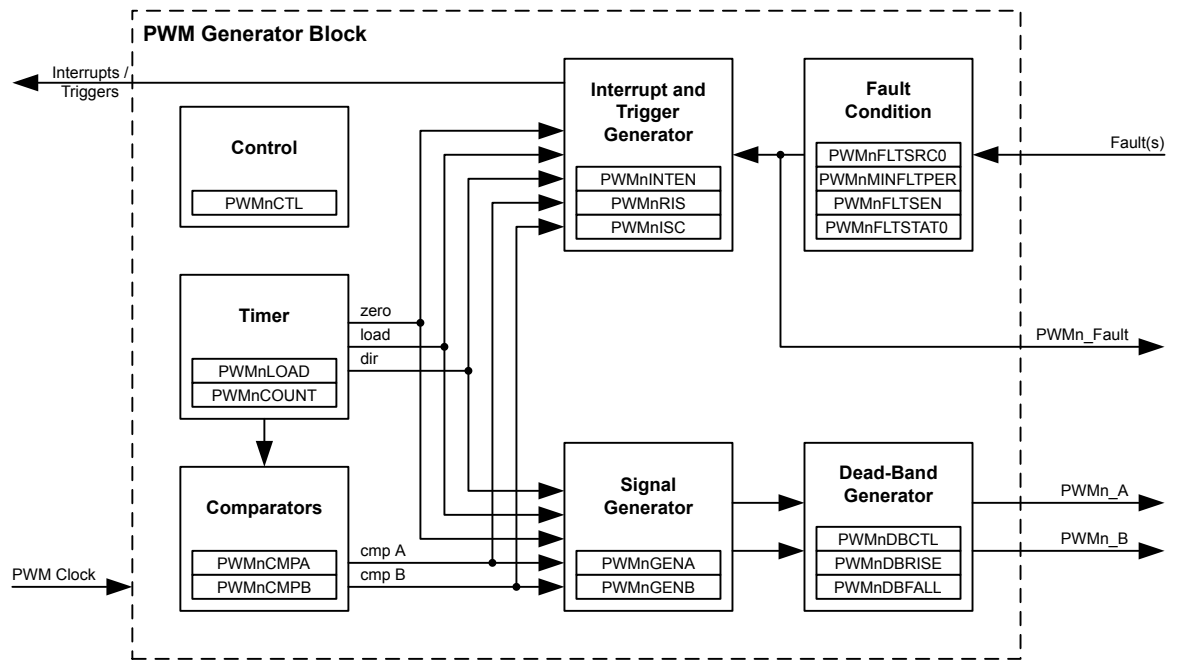 PWM Generator Block
Interrupts /
Triggers
Control
PWMnCTL
Interrupt and
Trigger
Generator
PWMnINTEN
PWMnRIS
PWMnISC
Fault
Condition
PWMnFLTSRC0
PWMnMINFLTPER
PWMnFLTSEN
PWMnFLTSTAT0
Fault(s)
Timer
PWMnLOAD
PWMnCOUNT
zero
load
dir
PWMn_Fault
Comparators
PWMnCMPA
PWMnCMPB
cmp A
cmp B
Signal
Generator
PWMnGENA
PWMnGENB
Dead-Band
Generator
PWMnDBCTL
PWMnDBRISE
PWMnDBFALL
PWMn_A
PWMn_B
PWM Clock